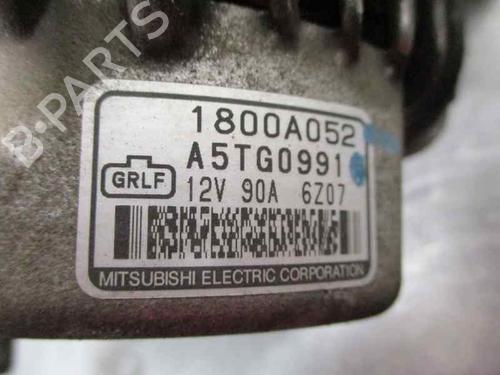 B-PARTS
1800A052
A5TG0991
GRLF
12V 90A 6Z07
MITSUBISHI ELECTRIC CORPORATION